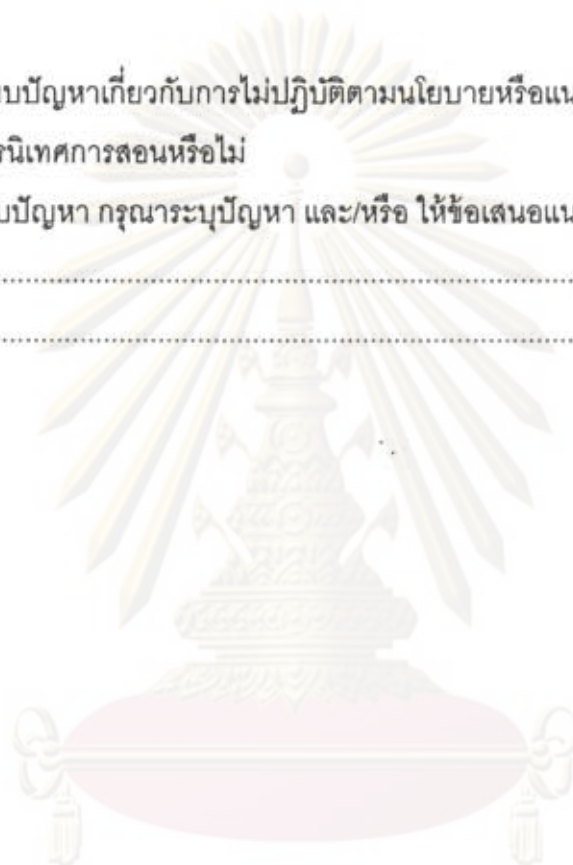 บปัญหาเกี่ยวกับการไม่ปฏิบัติตามนโยบายหรือแน
รนิเทศการสอนหรือไม่
บปัญหา กรุณาระบุปัญหา และ/หรือ ให้ข้อเสนอแน
................................................................................
................................................................................